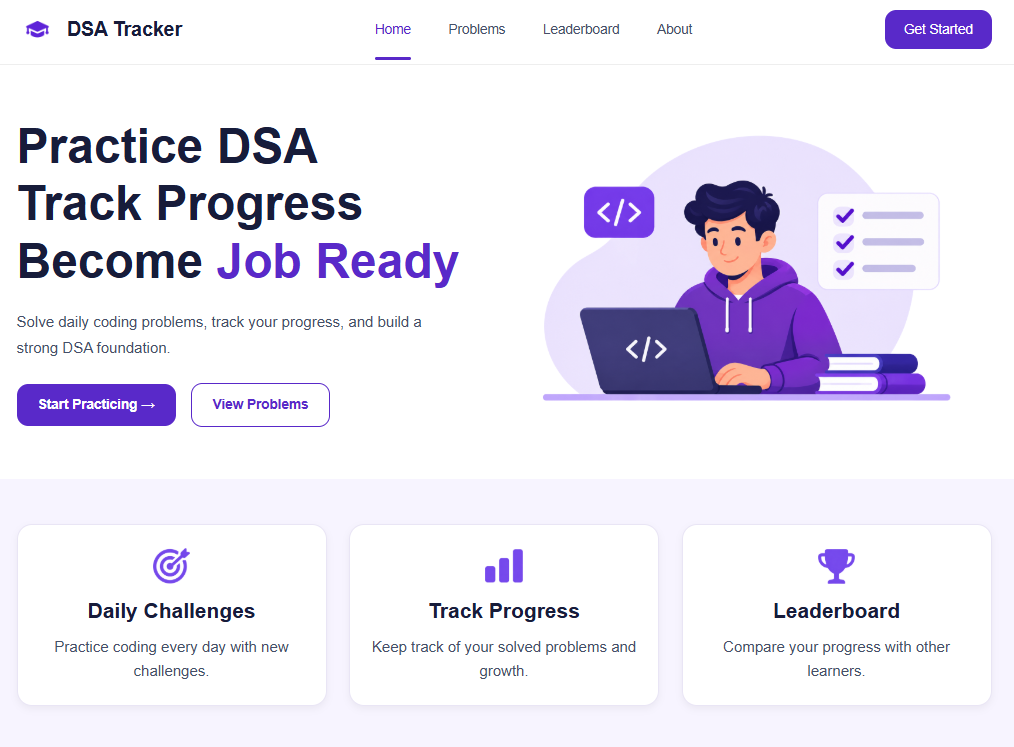 DSA Tracker
Home
Problems
Leaderboard
About
Get Started
Practice DSA
Track Progress
Become Job Ready
Solve daily coding problems, track your progress, and build a
strong DSA foundation.
Start Practicing →
View Problems
</>
</>
Daily Challenges
Practice coding every day with new
challenges.
Track Progress
Keep track of your solved problems and
growth.
Leaderboard
Compare your progress with other
learners.